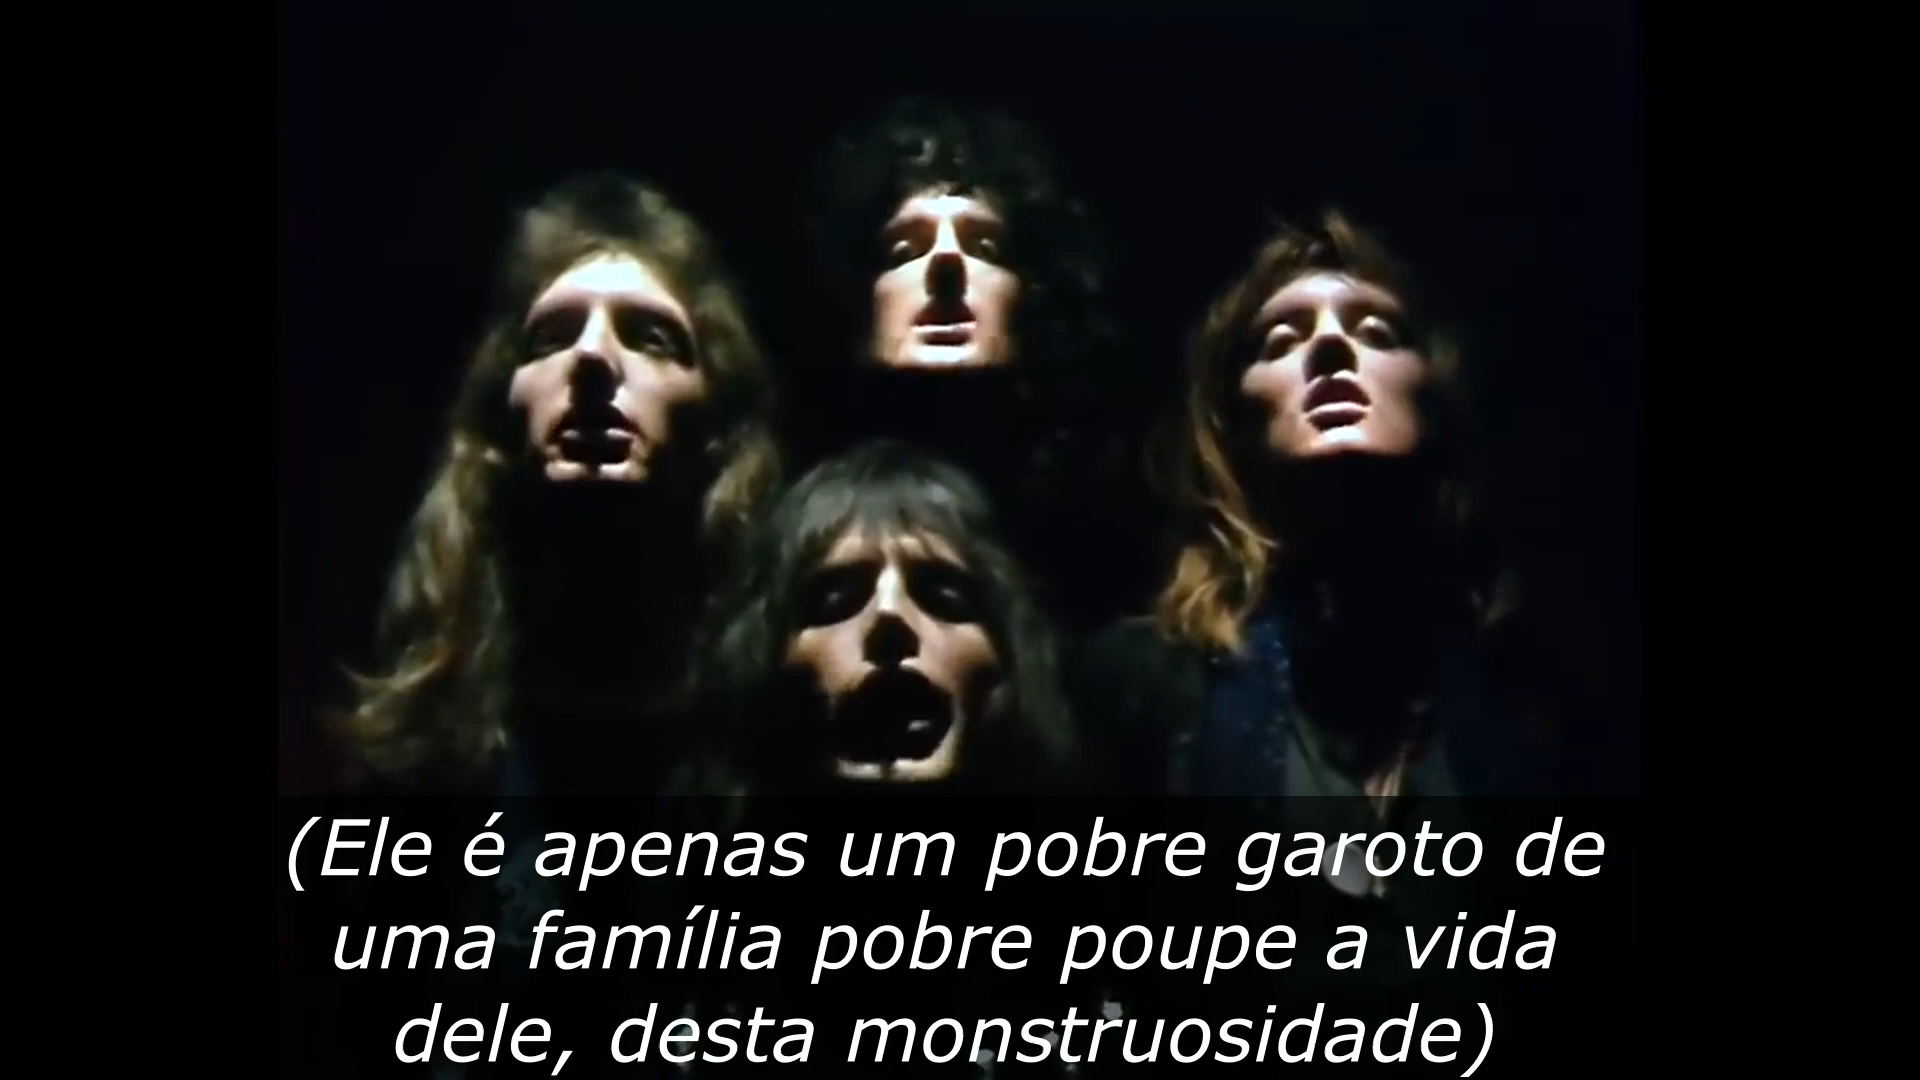 (Ele é apenas um pobre garoto de
uma família pobre poupe a vida
dele, desta monstruosidade)